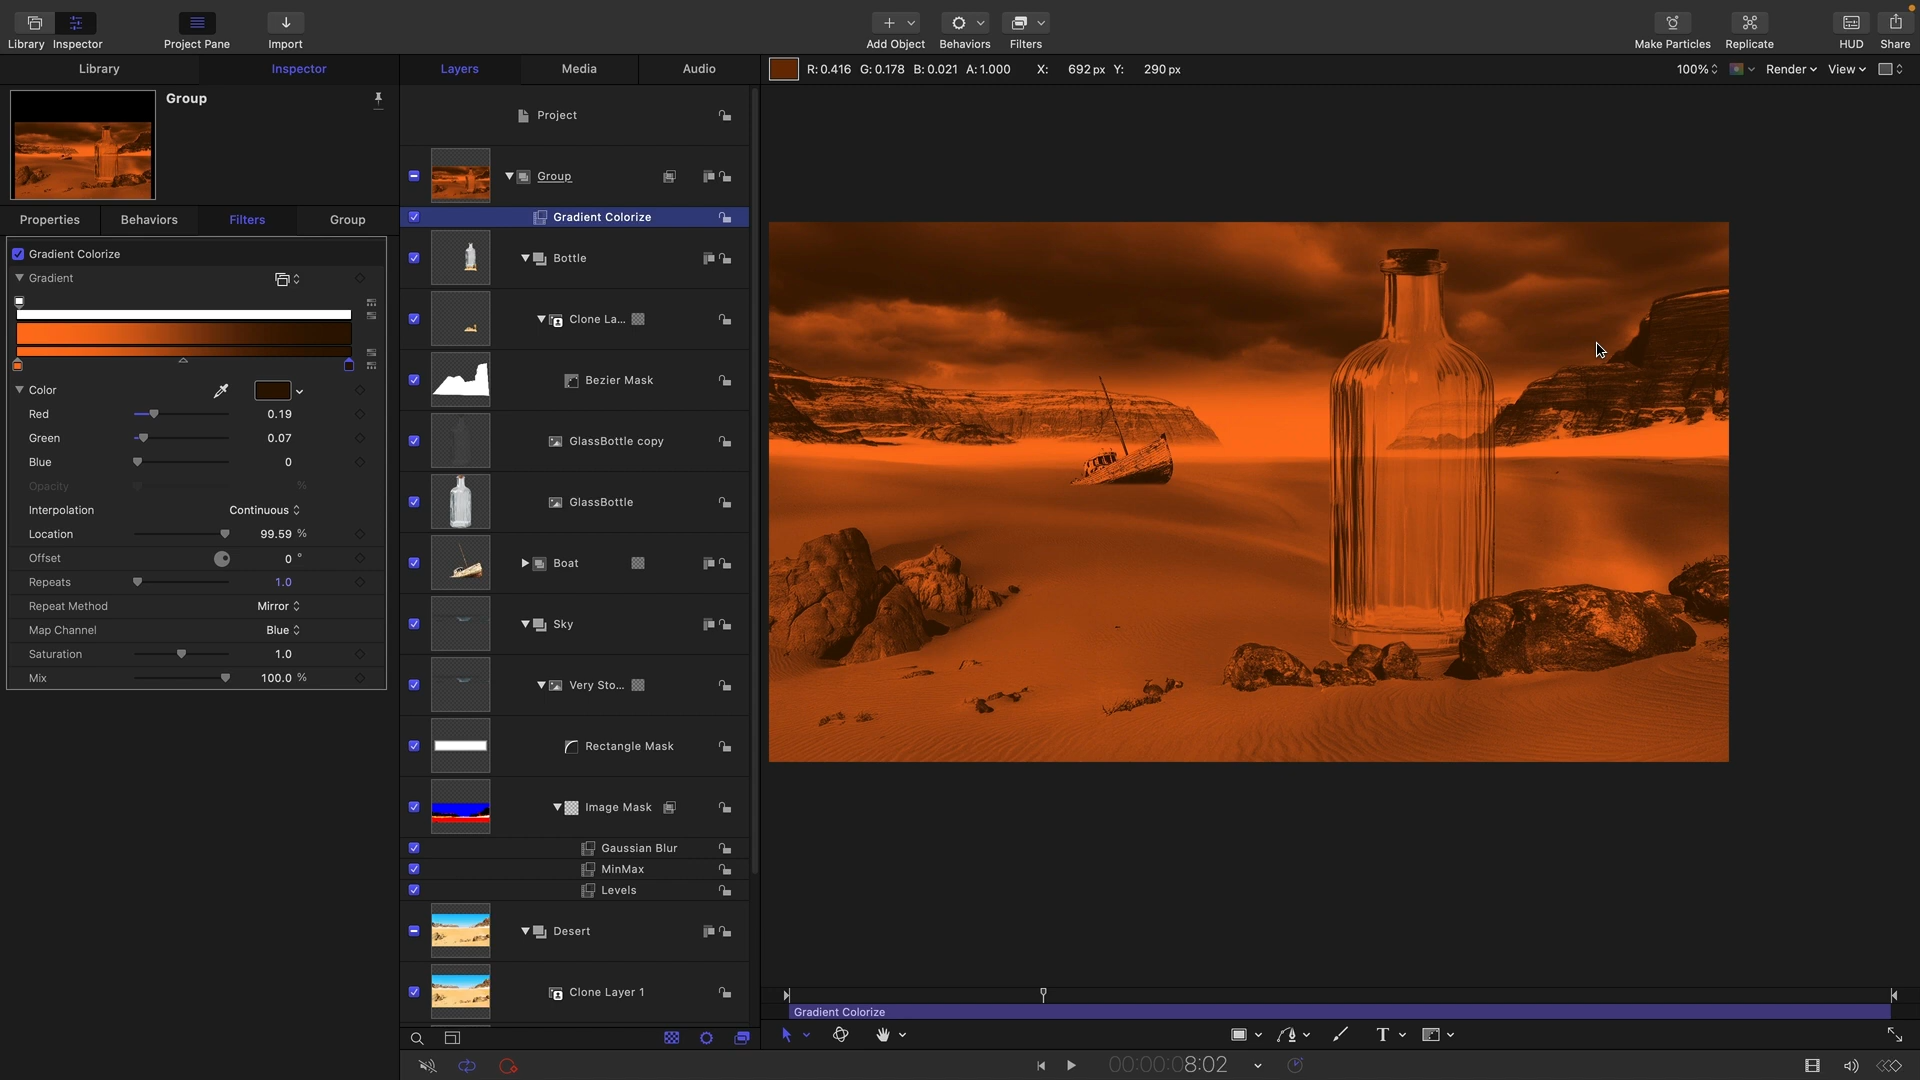 Library
Inspector
Project Pane
Import
Add Object
Behaviors
Filters
Make Particles
Replicate
HUD
Share
Library
Inspector
Layers
Media
Audio
R: 0.416 G: 0.178 B: 0.021 A: 1.000 X: 692 px Y: 290 px
100%
Render
View
Group
Properties
Behaviors
Filters
Group
Gradient Colorize
Gradient
Color
Red 0.19
Green 0.07
Blue 0
Opacity %
Interpolation Continuous
Location 99.59 %
Offset 0 °
Repeats 1.0
Repeat Method Mirror
Map Channel Blue
Saturation 1.0
Mix 100.0 %
Project
Group
Gradient Colorize
Bottle
Clone La...
Bezier Mask
GlassBottle copy
GlassBottle
Boat
Sky
Very Sto...
Rectangle Mask
Image Mask
Gaussian Blur
MinMax
Levels
Desert
Clone Layer 1
Gradient Colorize
T
00:00:08:02